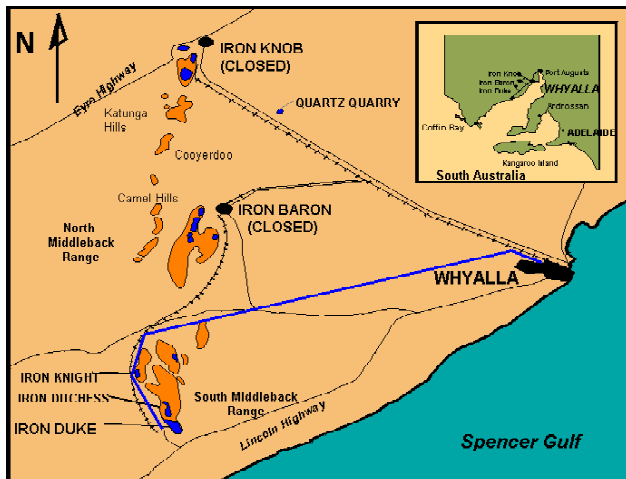 N
IRON KNOB
(CLOSED)
Eyre Highway
Katunga
Hills
QUARTZ QUARRY
Cooyerdoo
Camel Hills
North
Middleback
Range
IRON BARON
(CLOSED)
WHYALLA
IRON KNIGHT
IRON DUCHESS
IRON DUKE
South Middleback
Range
Lincoln Highway
Spencer Gulf
Port Augusta
Iron Knob
Iron Baron
Iron Duke
WHYALLA
Ardrossan
Coffin Bay
ADELAIDE
Kangaroo Island
South Australia